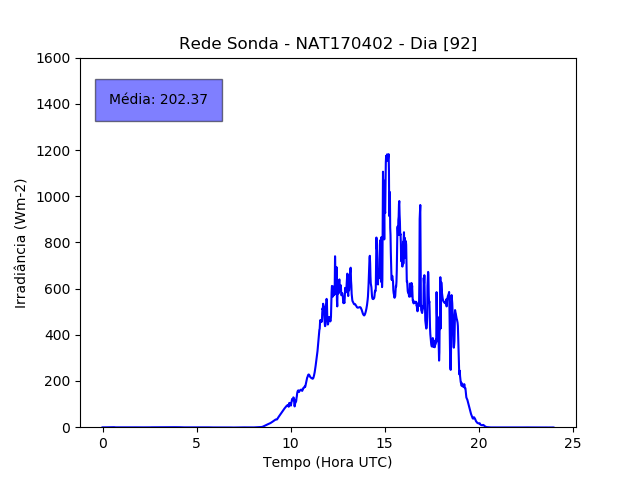 Rede Sonda - NAT170402 - Dia [92]
1600
1400
1200
1000
800
600
400
200
0
Irradiância (Wm-2)
Média: 202.37
0 5 10 15 20 25
Tempo (Hora UTC)